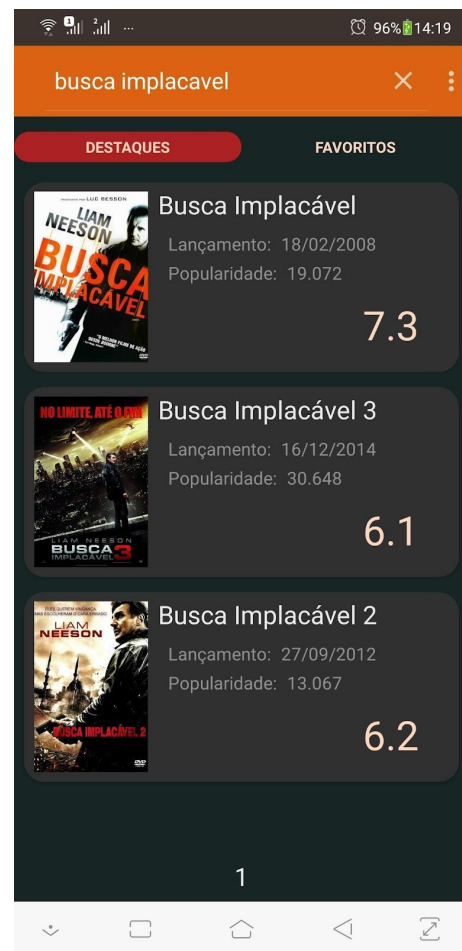 1 2 ... 96% 14:19
busca implacavel
DESTAQUES FAVORITOS
LIAM NEESON
BUSCA
IMPLACÁVEL
Busca Implacável
Lançamento: 18/02/2008
Popularidade: 19.072
7.3
NO LIMITE, ATÉ O FIM
LIAM NEESON
BUSCA 3
IMPLACÁVEL
Busca Implacável 3
Lançamento: 16/12/2014
Popularidade: 30.648
6.1
LIAM
NEESON
BUSCA IMPLACÁVEL 2
Busca Implacável 2
Lançamento: 27/09/2012
Popularidade: 13.067
6.2
1